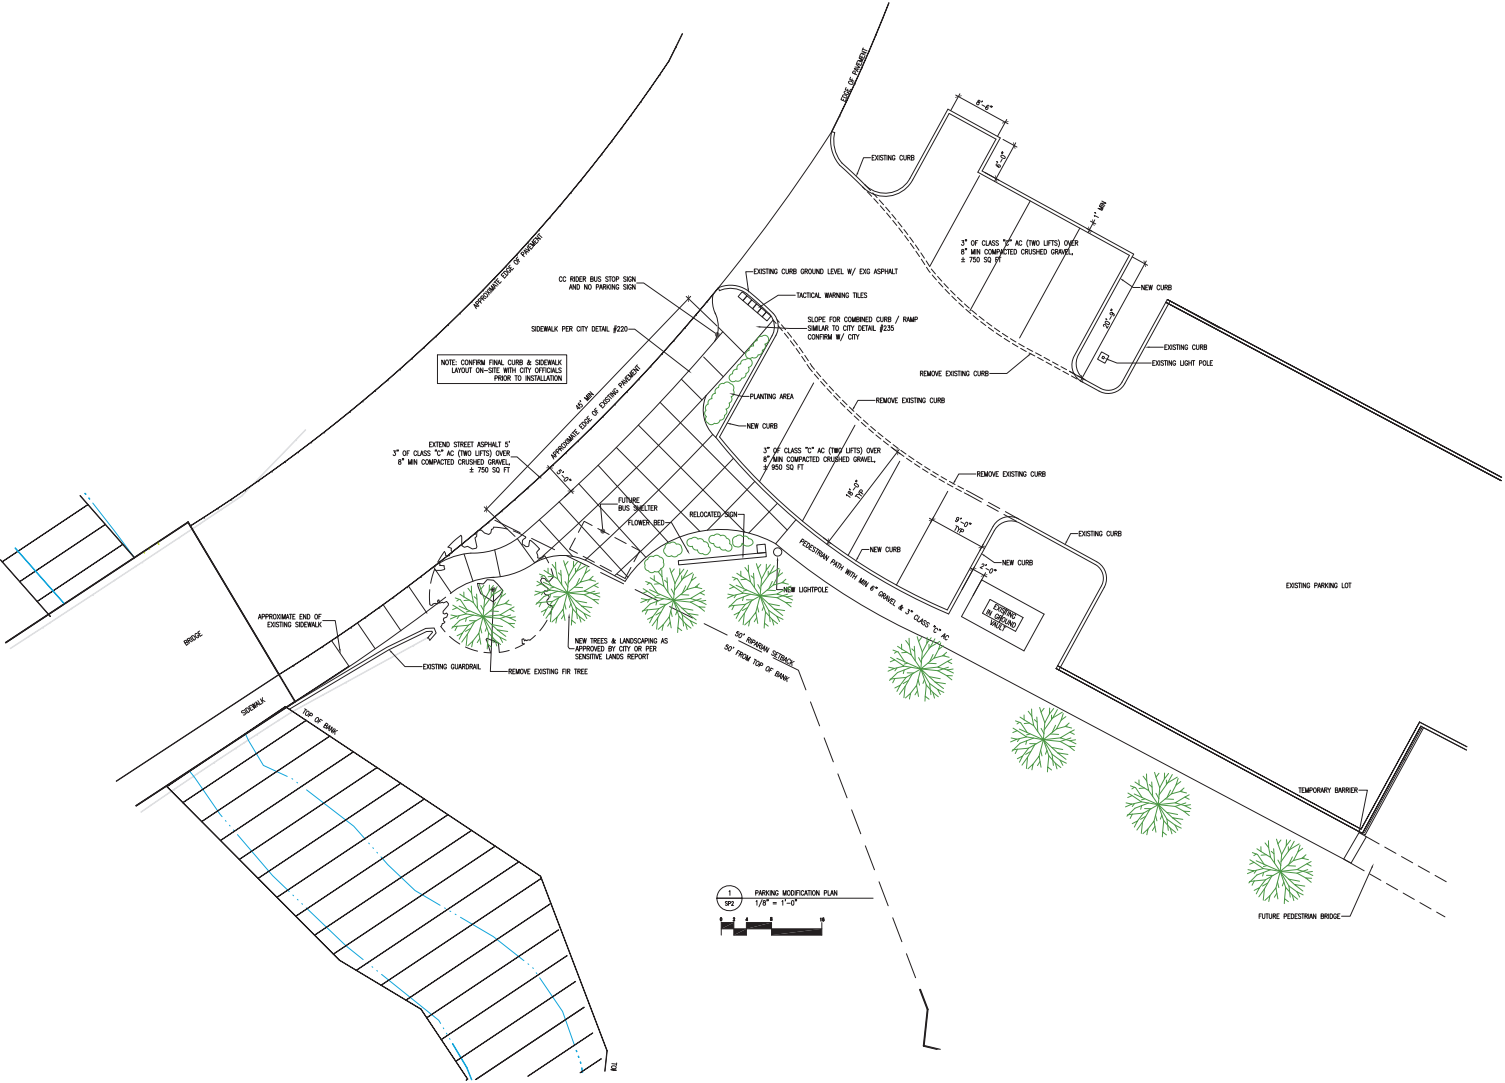 EDGE OF PAVEMENT
8'-6"
6'-0"
EXISTING CURB
1' MIN
3" OF CLASS "C" AC (TWO LIFTS) OVER
8" MIN COMPACTED CRUSHED GRAVEL,
± 750 SQ FT
NEW CURB
20'-9"
EXISTING CURB
EXISTING LIGHT POLE
REMOVE EXISTING CURB
APPROXIMATE EDGE OF PAVEMENT
CC RIDER BUS STOP SIGN
AND NO PARKING SIGN
EXISTING CURB GROUND LEVEL W/ EXG ASPHALT
TACTICAL WARNING TILES
SLOPE FOR COMBINED CURB / RAMP
SIMILAR TO CITY DETAIL #235
CONFIRM W/ CITY
SIDEWALK PER CITY DETAIL #220
NOTE: CONFIRM FINAL CURB & SIDEWALK
LAYOUT ON-SITE WITH CITY OFFICIALS
PRIOR TO INSTALLATION
45' MIN
APPROXIMATE EDGE OF EXISTING PAVEMENT
PLANTING AREA
NEW CURB
REMOVE EXISTING CURB
EXTEND STREET ASPHALT 5'
3" OF CLASS "C" AC (TWO LIFTS) OVER
8" MIN COMPACTED CRUSHED GRAVEL,
± 750 SQ FT
5'-0"
3" OF CLASS "C" AC (TWO LIFTS) OVER
8" MIN COMPACTED CRUSHED GRAVEL,
± 950 SQ FT
18'-0"
TYP
REMOVE EXISTING CURB
9'-0"
TYP
EXISTING CURB
FUTURE
BUS SHELTER
FLOWER BED
RELOCATED SIGN
NEW CURB
NEW CURB
2'-0"
EXISTING
IN GROUND
VAULT
EXISTING PARKING LOT
PEDESTRIAN PATH WITH MIN 6" GRAVEL & 3" CLASS "C" AC
NEW LIGHTPOLE
APPROXIMATE END OF
EXISTING SIDEWALK
BRIDGE
SIDEWALK
EXISTING GUARDRAIL
REMOVE EXISTING FIR TREE
NEW TREES & LANDSCAPING AS
APPROVED BY CITY OR PER
SENSITIVE LANDS REPORT
50' RIPARIAN SETBACK
50' FROM TOP OF BANK
TOP OF BANK
TEMPORARY BARRIER
FUTURE PEDESTRIAN BRIDGE
1
SP2
PARKING MODIFICATION PLAN
1/8" = 1'-0"
0 2 4 8 16